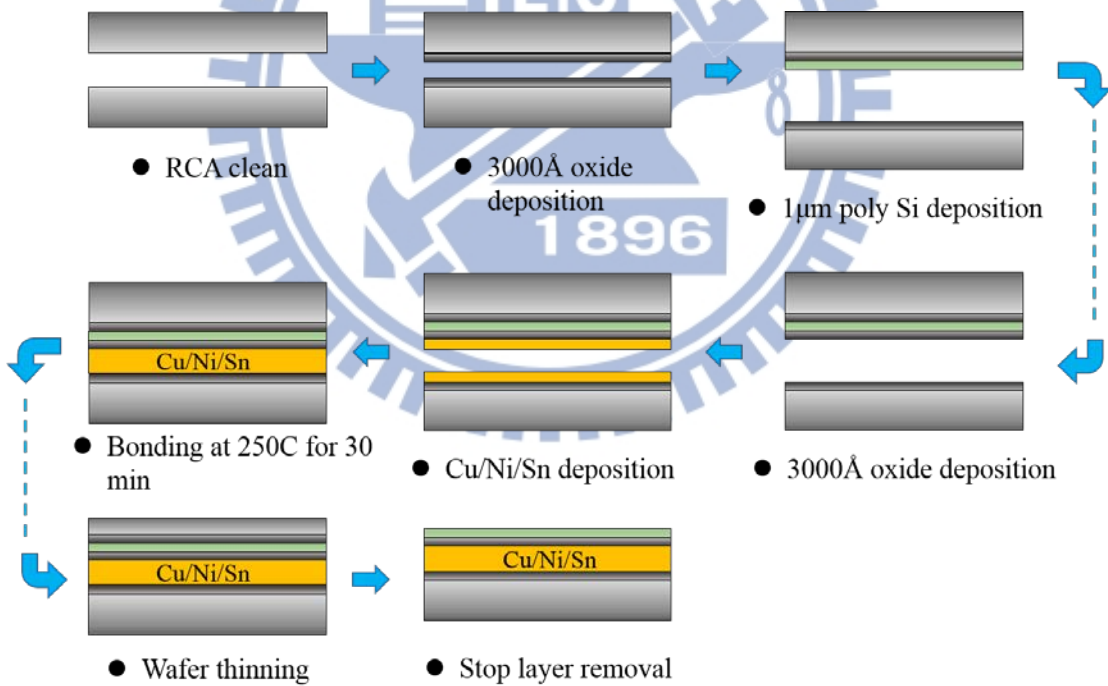 ● RCA clean
● 3000Å oxide
deposition
● 1μm poly Si deposition
1896
Cu/Ni/Sn
● Bonding at 250C for 30
min
● Cu/Ni/Sn deposition
● 3000Å oxide deposition
Cu/Ni/Sn
● Wafer thinning
Cu/Ni/Sn
● Stop layer removal